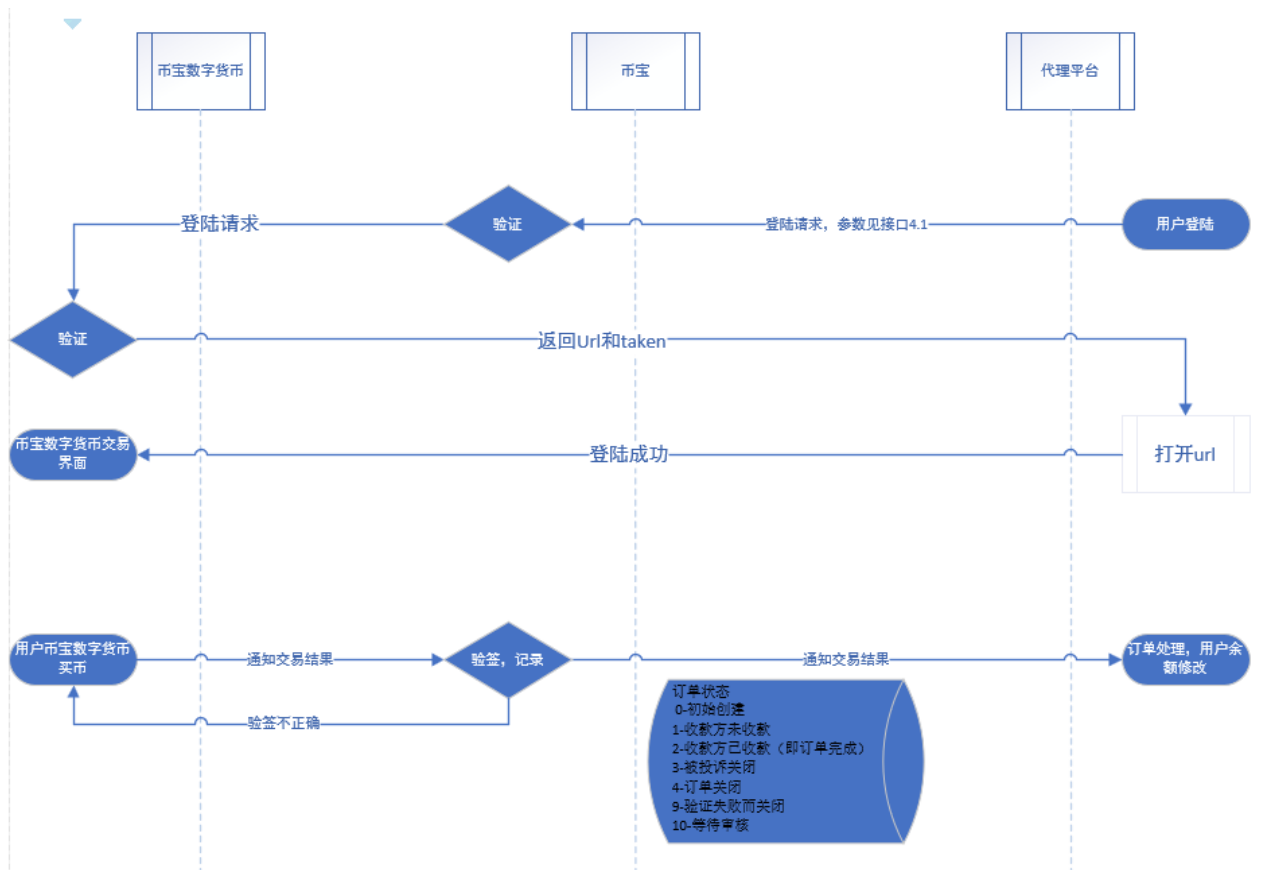 币宝数字货币
币宝
代理平台
登陆请求
验证
登陆请求，参数见接口4.1
用户登陆
验证
返回Url和taken
币宝数字货币交易
界面
登陆成功
打开url
用户币宝数字货币
买币
通知交易结果
验签，记录
通知交易结果
订单处理，用户余
额修改
验签不正确
订单状态
0-初始创建
1-收款方未收款
2-收款方已收款（即订单完成）
3-被投诉关闭
4-订单关闭
9-验证失败而关闭
10-等待审核